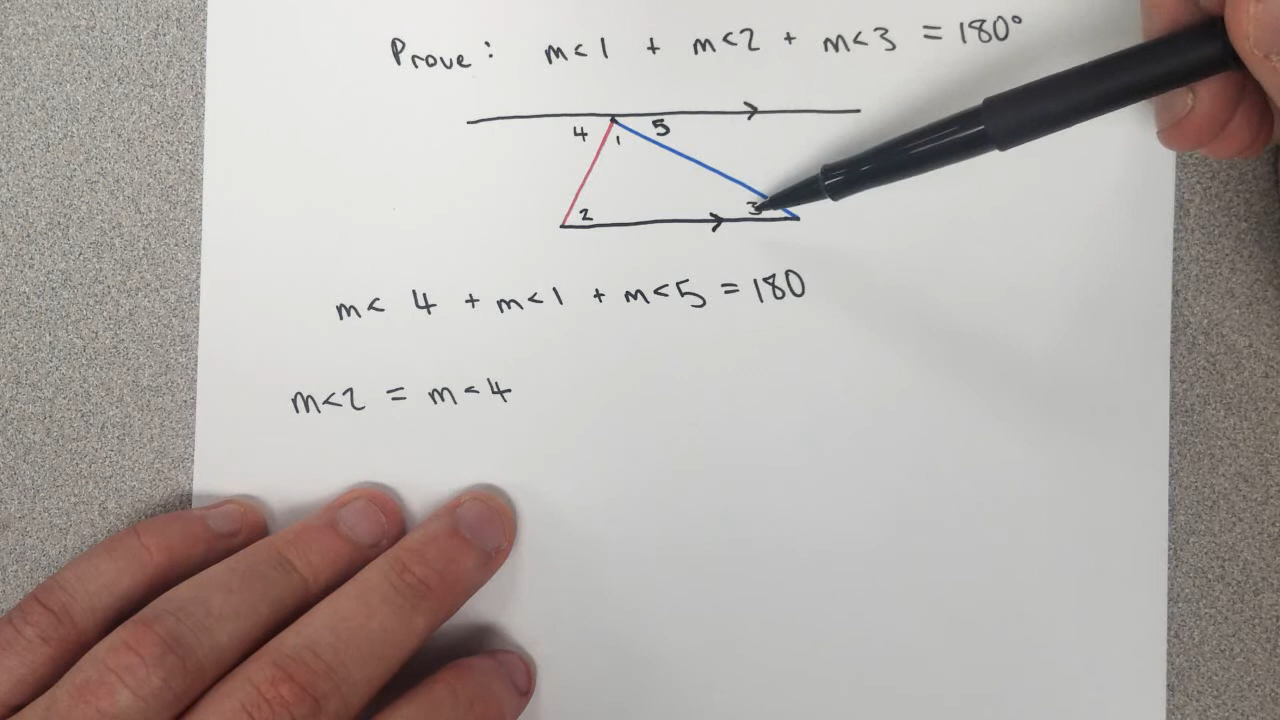 Prove: m<1 + m<2 + m<3 = 180°
4 1 5
2 3
m< 4 + m<1 + m<5 = 180
m<2 = m<4